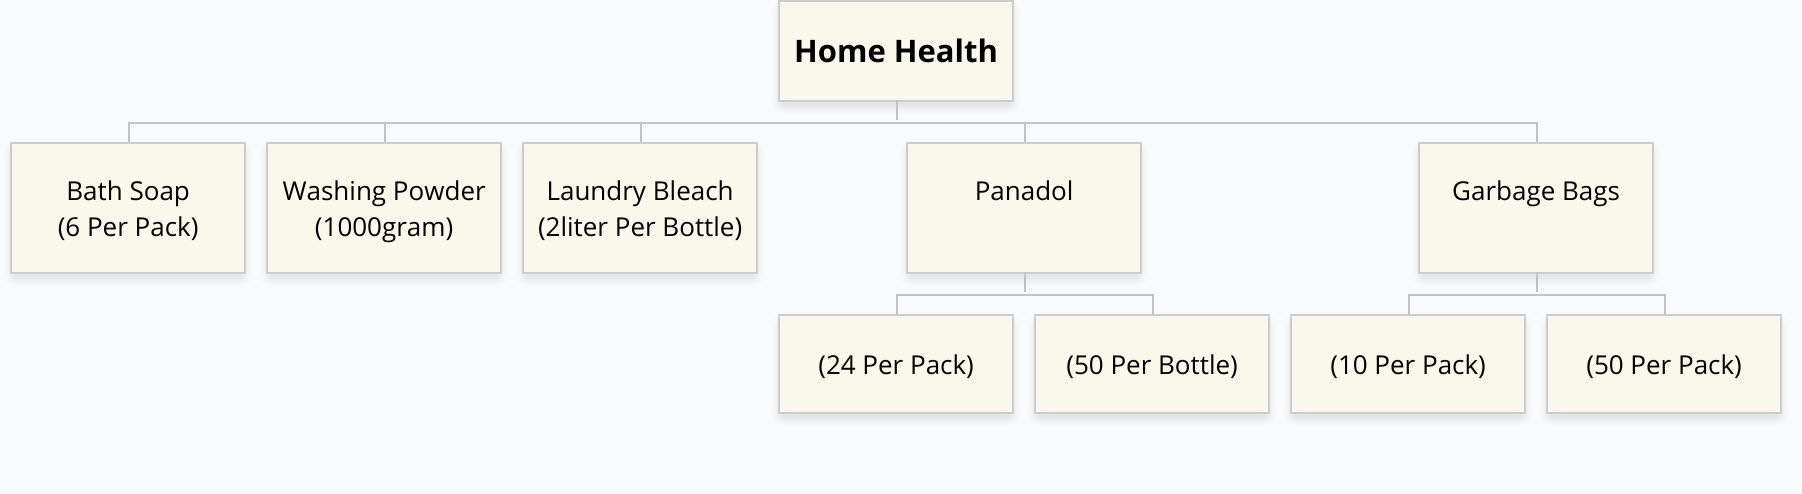 Home Health
Bath Soap
(6 Per Pack)
Washing Powder
(1000gram)
Laundry Bleach
(2liter Per Bottle)
Panadol
Garbage Bags
(24 Per Pack)
(50 Per Bottle)
(10 Per Pack)
(50 Per Pack)